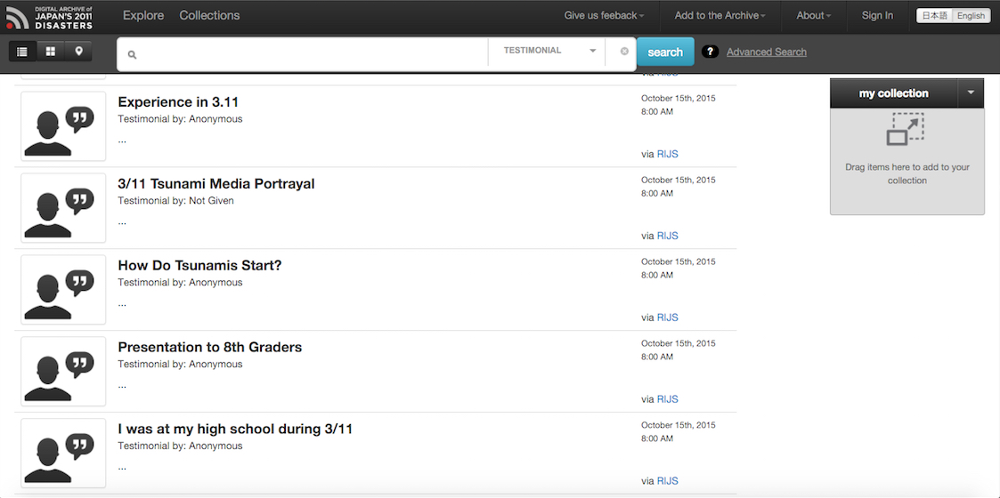 DIGITAL ARCHIVE of
JAPAN'S 2011
DISASTERS
Explore Collections Give us feeback Add to the Archive About Sign In 日本語 English
TESTIMONIAL search ? Advanced Search
via RIJS
my collection
Drag items here to add to your
collection
Experience in 3.11 October 15th, 2015
Testimonial by: Anonymous 8:00 AM
...
via RIJS
3/11 Tsunami Media Portrayal October 15th, 2015
Testimonial by: Not Given 8:00 AM
...
via RIJS
How Do Tsunamis Start? October 15th, 2015
Testimonial by: Anonymous 8:00 AM
...
via RIJS
Presentation to 8th Graders October 15th, 2015
Testimonial by: Anonymous 8:00 AM
...
via RIJS
I was at my high school during 3/11 October 15th, 2015
Testimonial by: Anonymous 8:00 AM
...
via RIJS